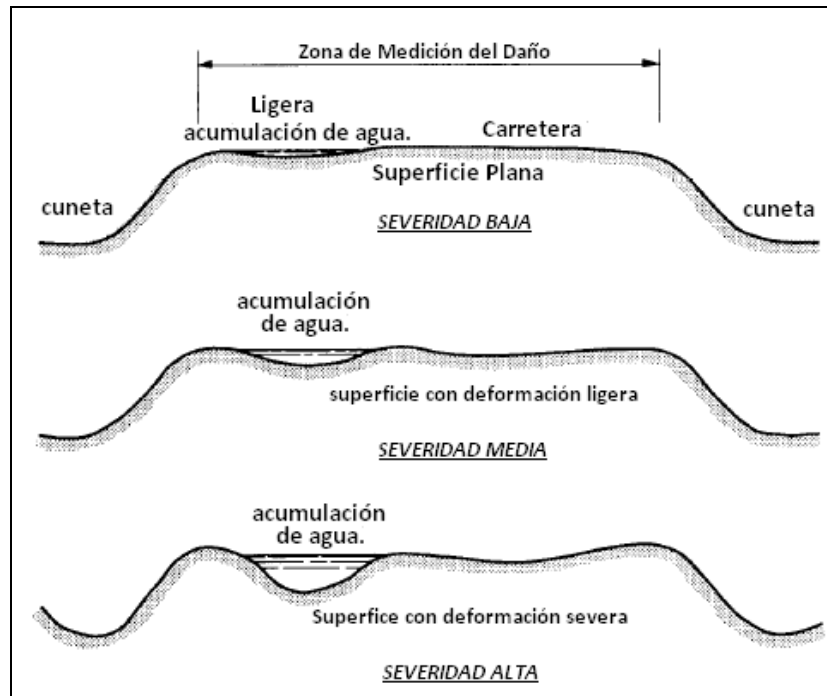 Zona de Medición del Daño
Ligera
acumulación de agua.
Carretera
Superficie Plana
cuneta
cuneta
SEVERIDAD BAJA
acumulación
de agua.
superficie con deformación ligera
SEVERIDAD MEDIA
acumulación
de agua.
Superfice con deformación severa
SEVERIDAD ALTA